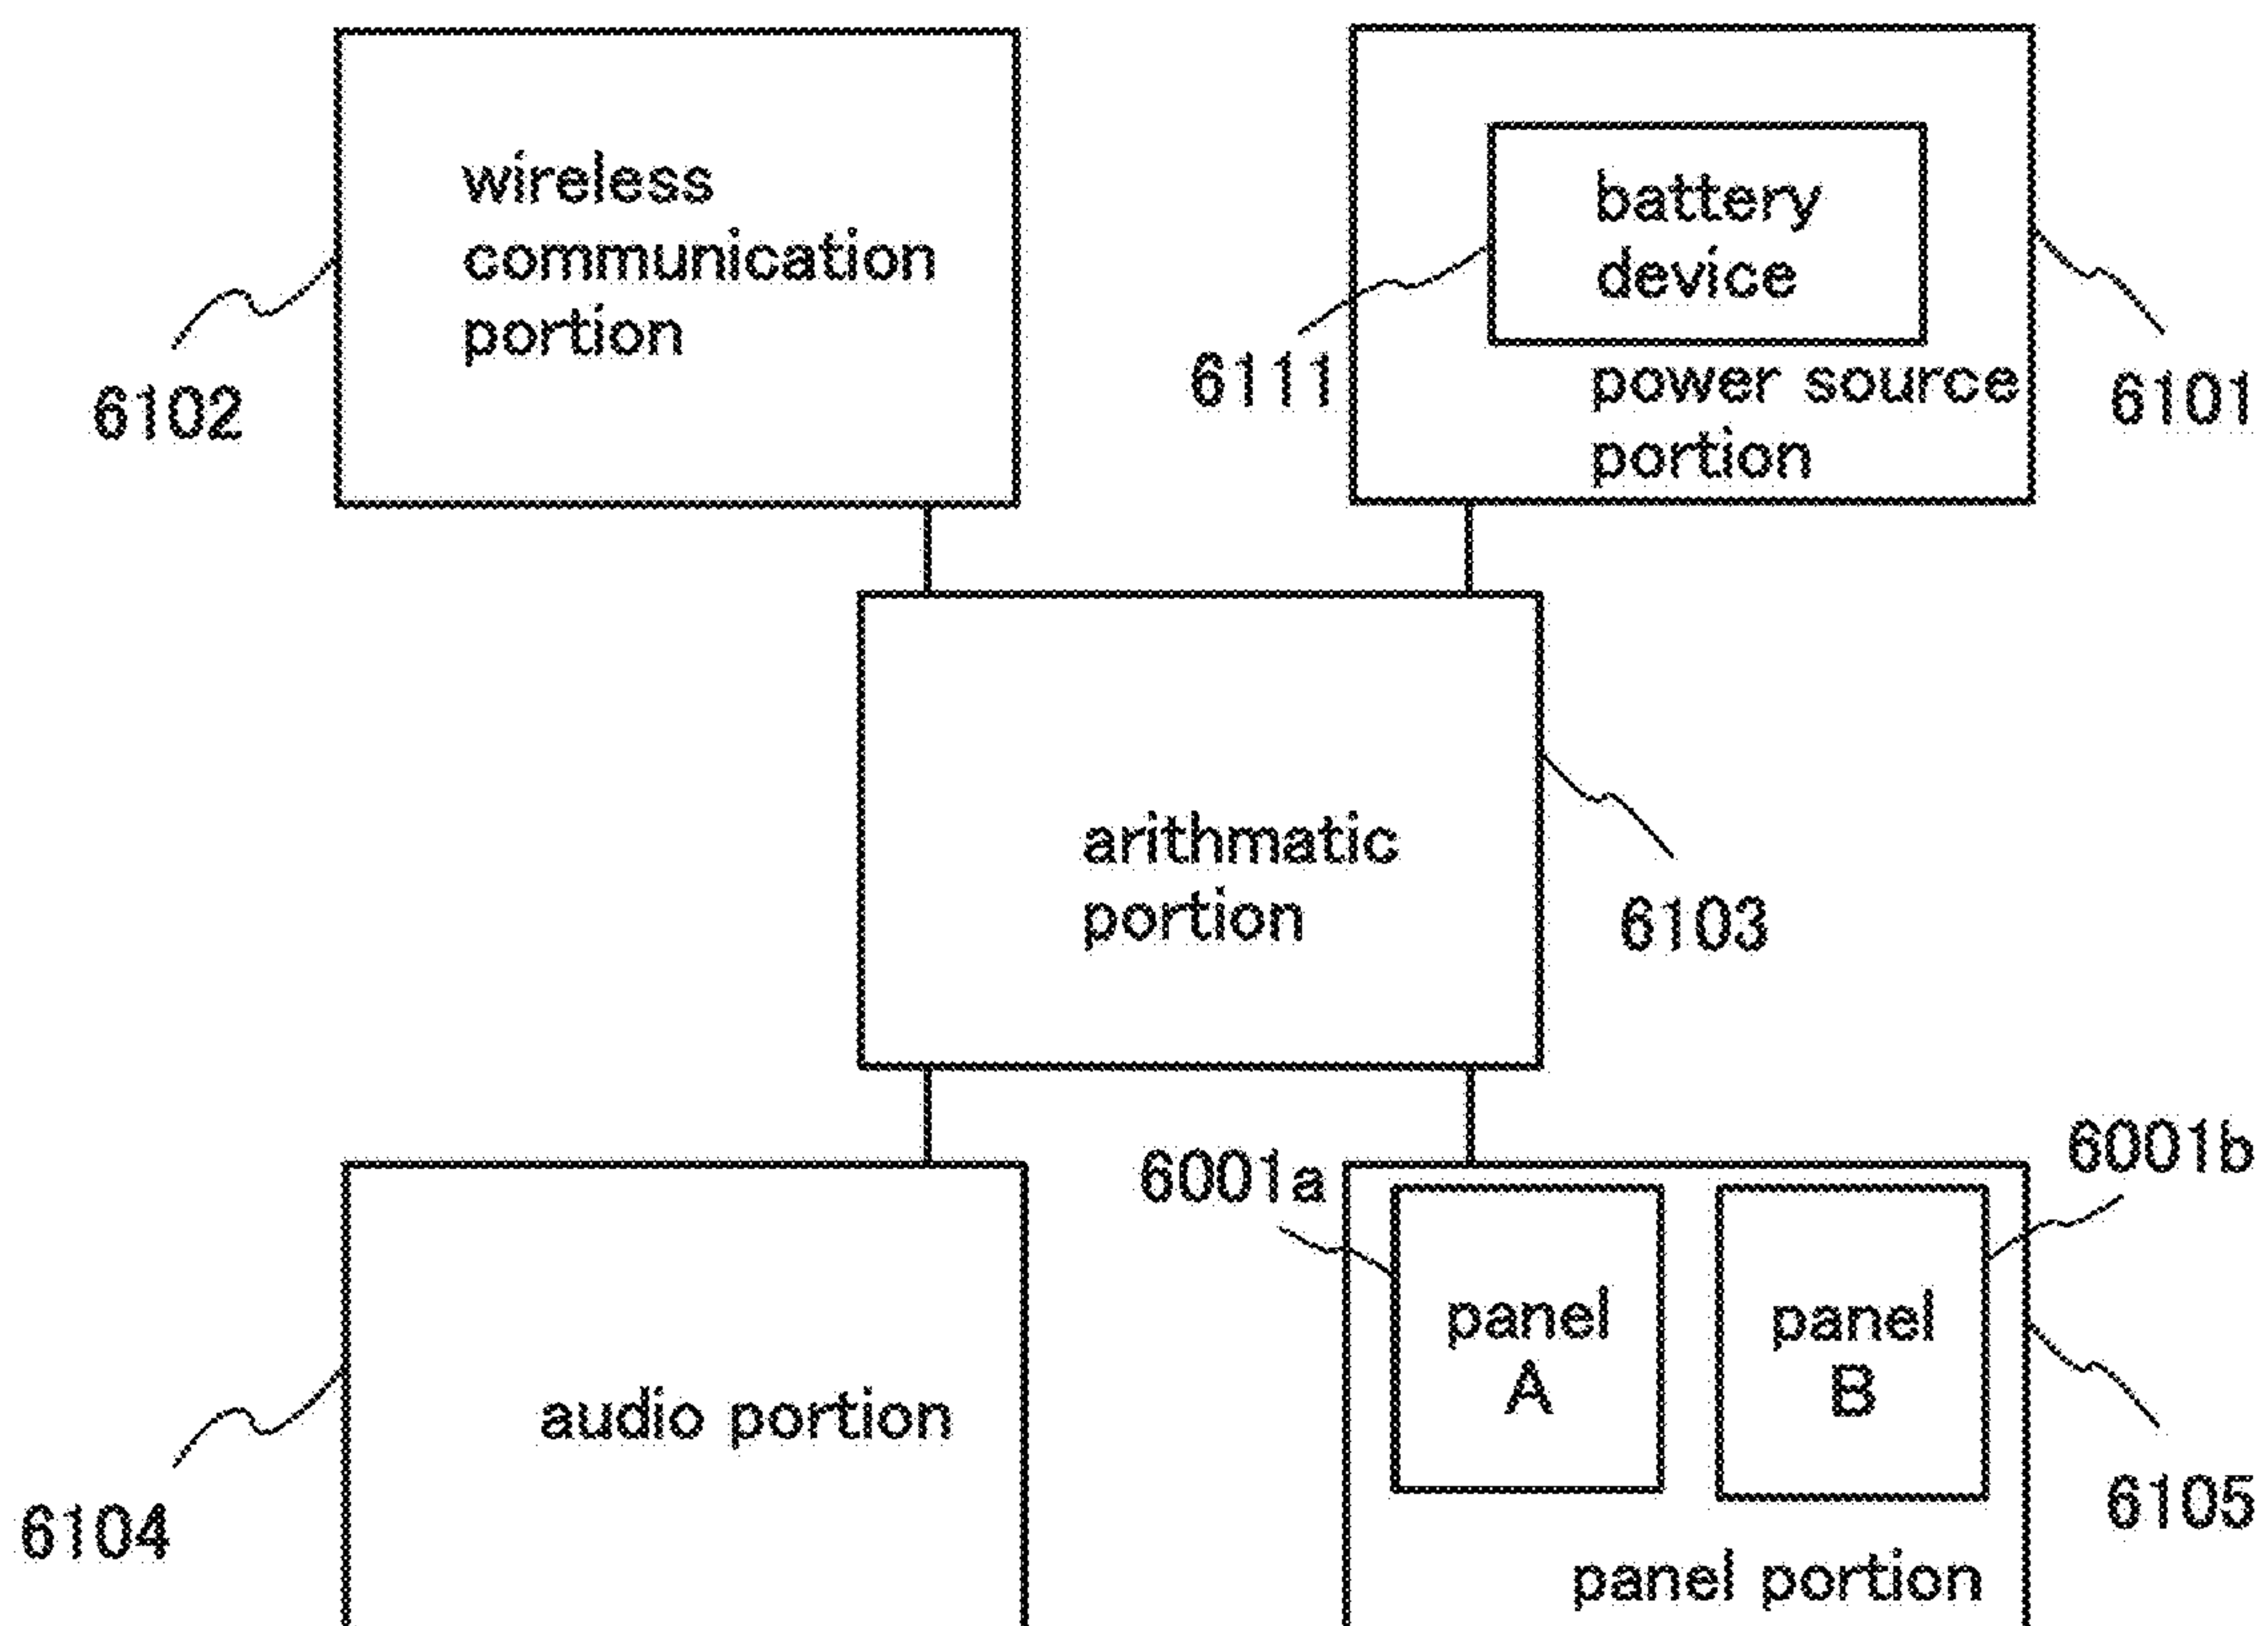 wireless
communication
portion
6102
battery
device
6111
power source
portion
6101
arithmatic
portion
6103
6001a
6001b
panel
A
panel
B
audio portion
6104
6105
panel portion